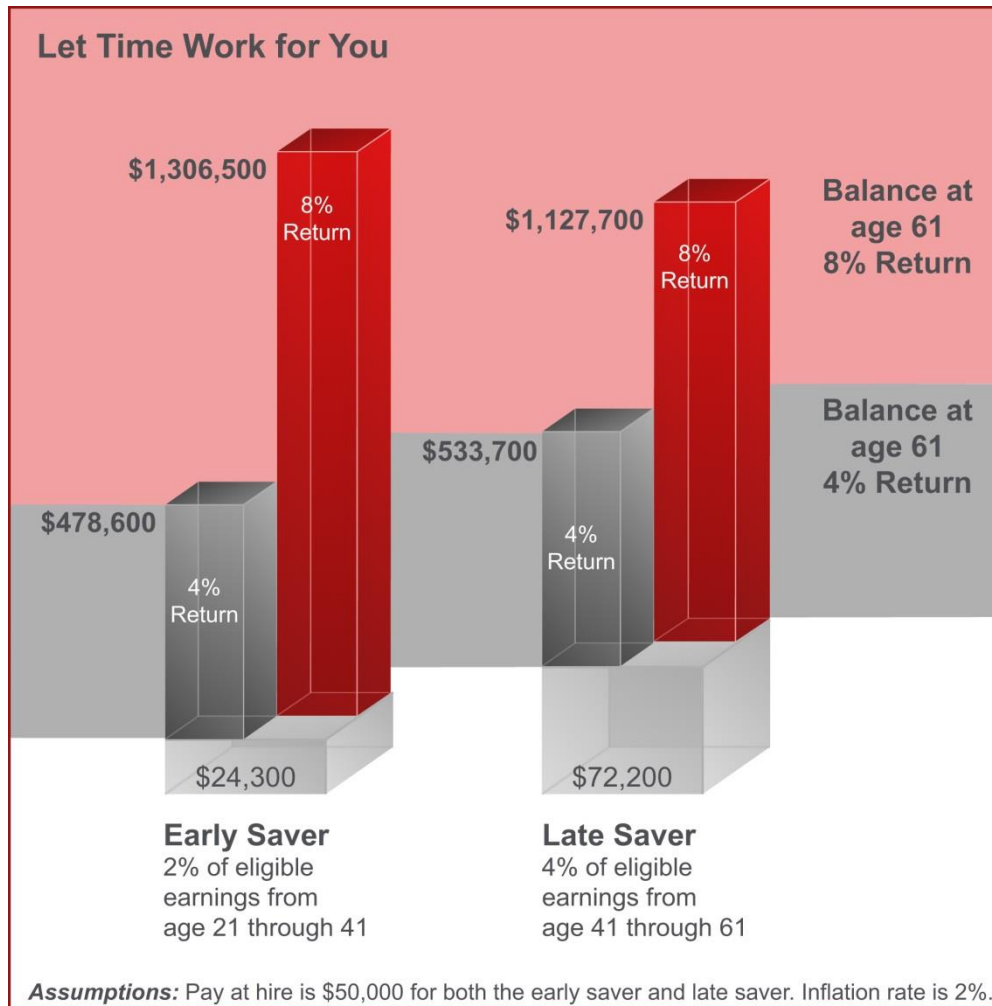 Let Time Work for You
$1,306,500
8%
Return
$1,127,700
8%
Return
Balance at
age 61
8% Return
$478,600
4%
Return
$533,700
4%
Return
Balance at
age 61
4% Return
$24,300
$72,200
Early Saver
2% of eligible
earnings from
age 21 through 41
Late Saver
4% of eligible
earnings from
age 41 through 61
Assumptions: Pay at hire is $50,000 for both the early saver and late saver. Inflation rate is 2%.